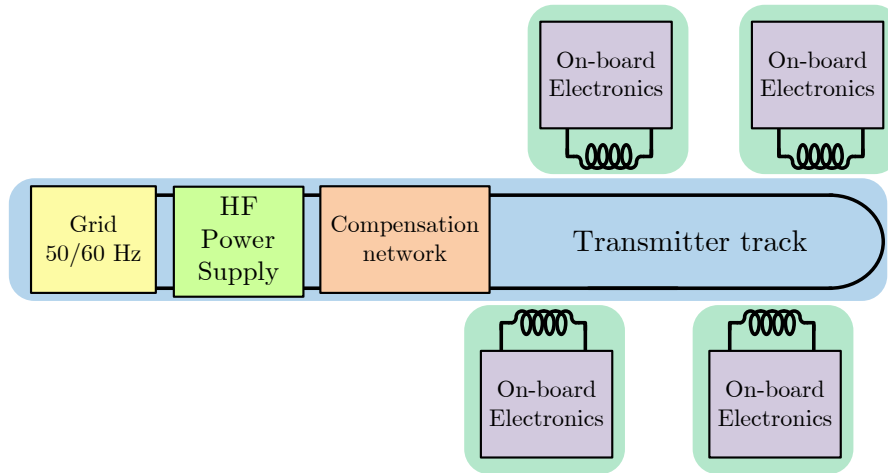 On-board
Electronics
On-board
Electronics
Grid
50/60 Hz
HF
Power
Supply
Compensation
network
Transmitter track
On-board
Electronics
On-board
Electronics